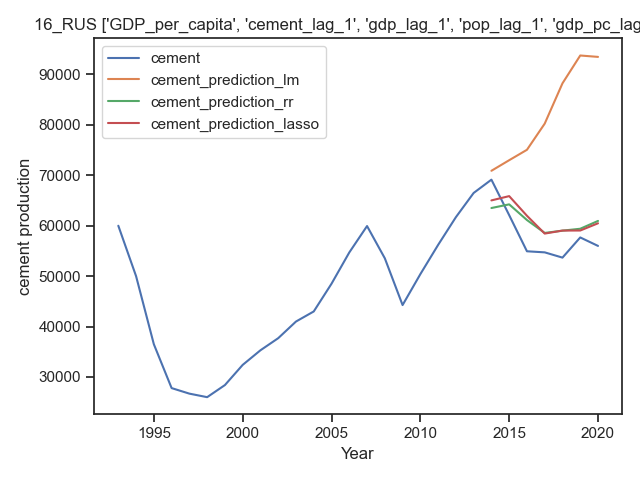 16_RUS ['GDP_per_capita', 'cement_lag_1', 'gdp_lag_1', 'pop_lag_1', 'gdp_pc_lag
cement
cement_prediction_lm
cement_prediction_rr
cement_prediction_lasso
cement production
90000
80000
70000
60000
50000
40000
30000
1995
2000
2005
2010
2015
2020
Year